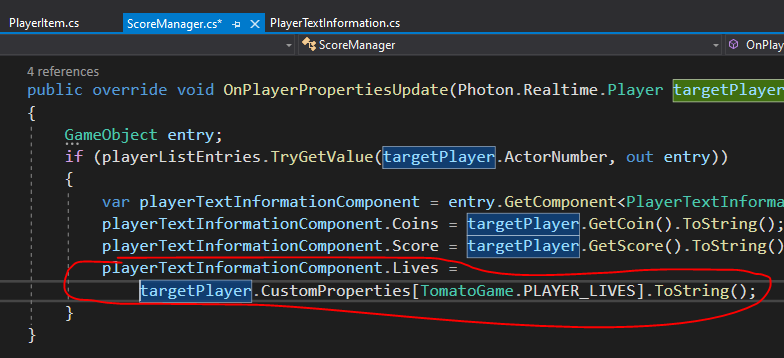 PlayerItem.cs ScoreManager.cs* PlayerTextInformation.cs
ScoreManager OnPlay
4 references
public override void OnPlayerPropertiesUpdate(Photon.Realtime.Player targetPlayer
{
GameObject entry;
if (playerListEntries.TryGetValue(targetPlayer.ActorNumber, out entry))
{
var playerTextInformationComponent = entry.GetComponent<PlayerTextInforma
playerTextInformationComponent.Coins = targetPlayer.GetCoin().ToString();
playerTextInformationComponent.Score = targetPlayer.GetScore().ToString()
playerTextInformationComponent.Lives =
targetPlayer.CustomProperties[TomatoGame.PLAYER_LIVES].ToString();
}
}